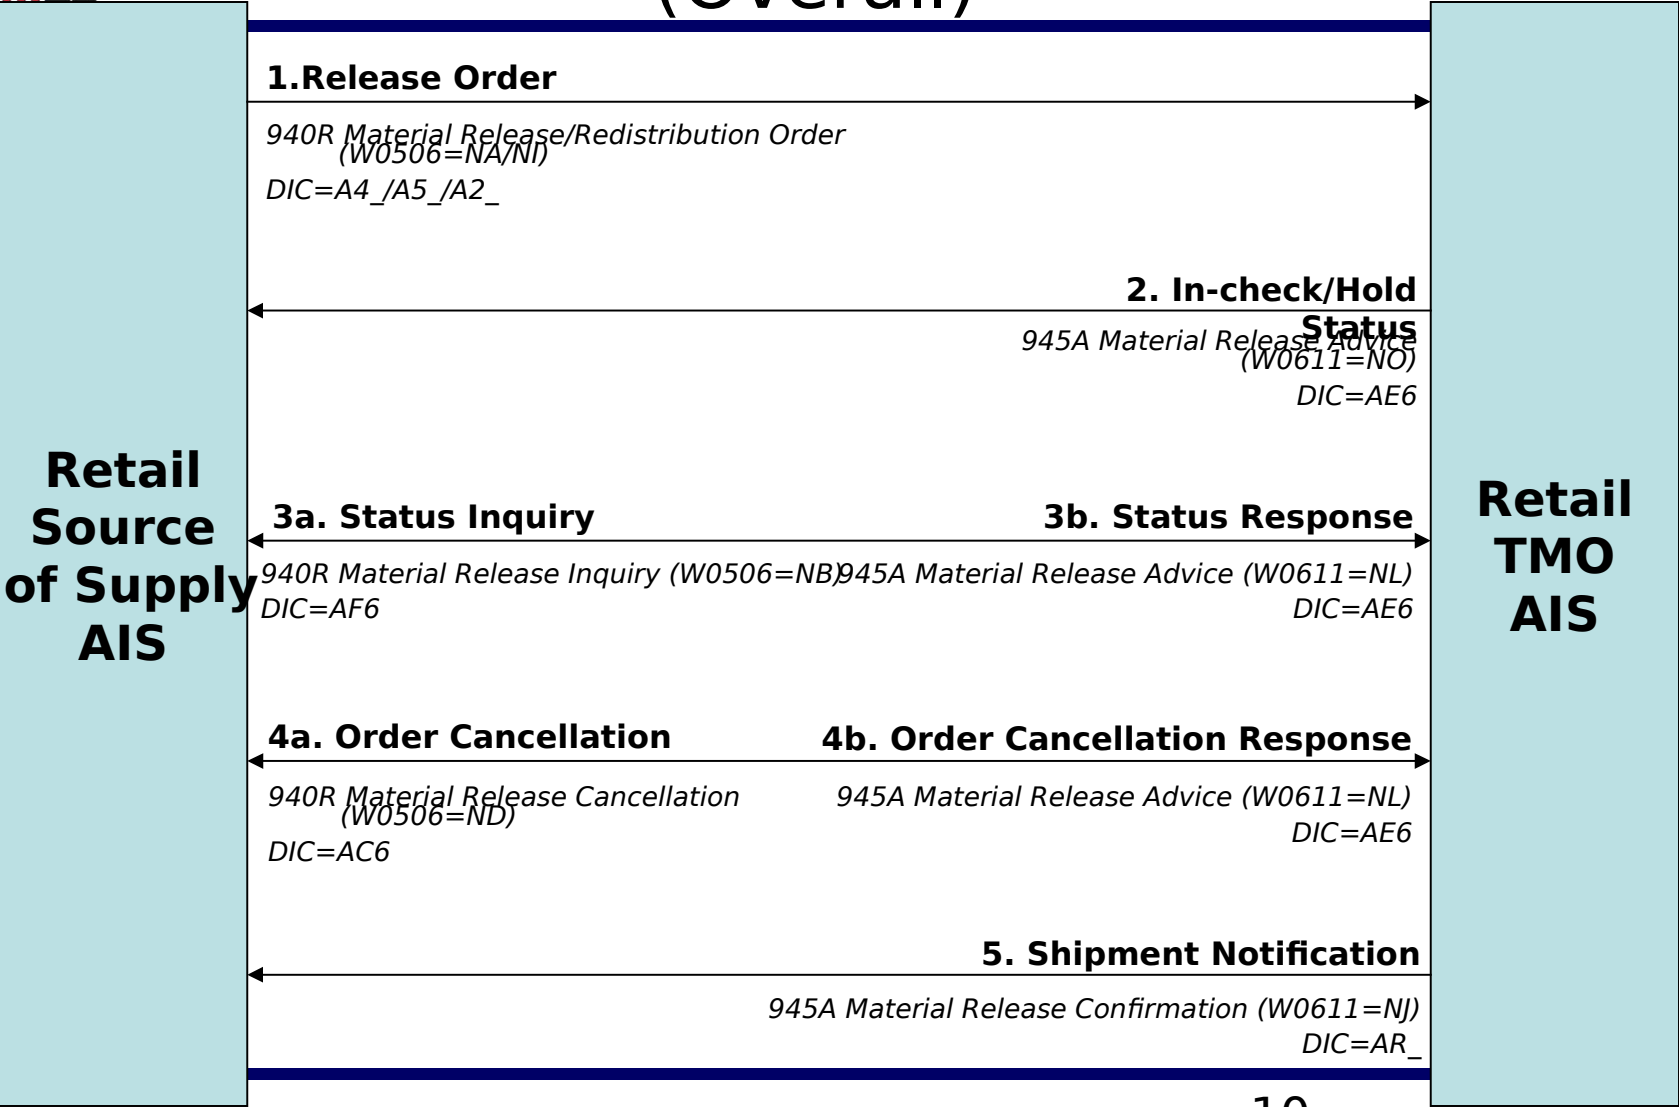 (Overall)
1.Release Order
940R Material Release/Redistribution Order
(W0506=NA/NI)
DIC=A4_/A5_/A2_
2. In-check/Hold
Status
945A Material Release Advice
(W0611=NO)
DIC=AE6
Retail
Source
of Supply
AIS
3a. Status Inquiry
3b. Status Response
940R Material Release Inquiry (W0506=NB)
DIC=AF6
945A Material Release Advice (W0611=NL)
DIC=AE6
Retail
TMO
AIS
4a. Order Cancellation
4b. Order Cancellation Response
940R Material Release Cancellation
(W0506=ND)
DIC=AC6
945A Material Release Advice (W0611=NL)
DIC=AE6
5. Shipment Notification
945A Material Release Confirmation (W0611=NJ)
DIC=AR_